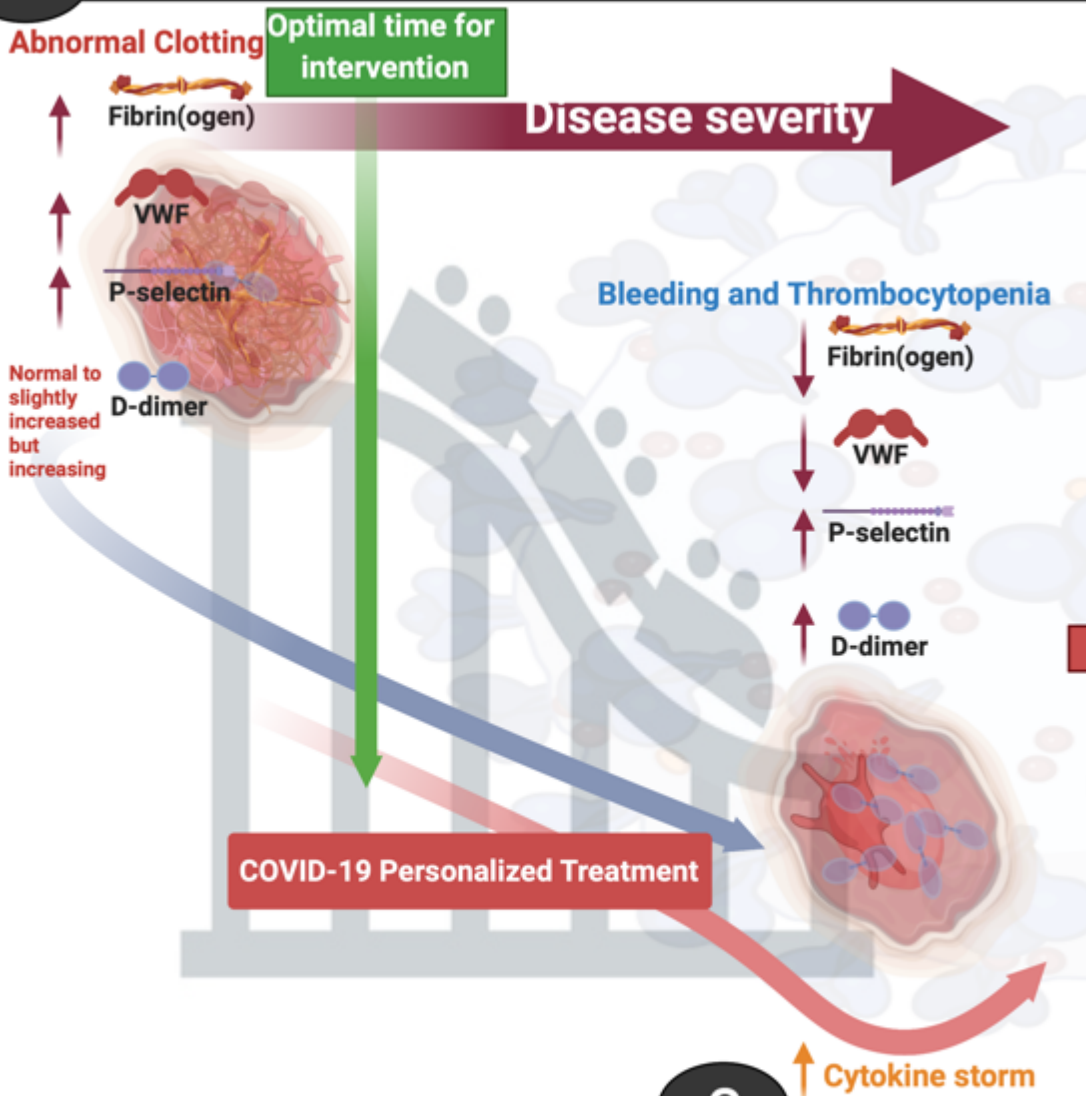 Abnormal Clotting
Optimal time for
intervention
Fibrin(ogen)
Disease severity
VWF
P-selectin
Normal to
slightly
increased
but
increasing
D-dimer
Bleeding and Thrombocytopenia
Fibrin(ogen)
VWF
P-selectin
D-dimer
COVID-19 Personalized Treatment
Cytokine storm